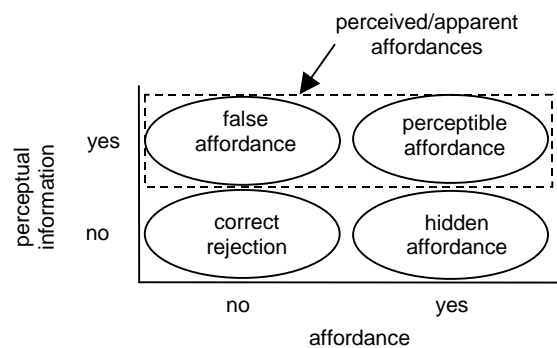 perceived/apparent
affordances
perceptual
information
yes
false
affordance
perceptible
affordance
no
correct
rejection
hidden
affordance
no
yes
affordance